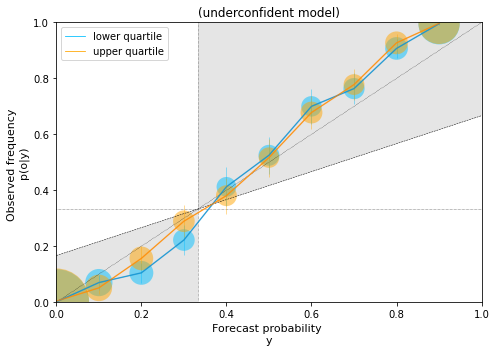 (underconfident model)
lower quartile
upper quartile
Observed frequency
p(o|y)
1.0
0.8
0.6
0.4
0.2
0.0
0.0 0.2 0.4 0.6 0.8 1.0
Forecast probability
y